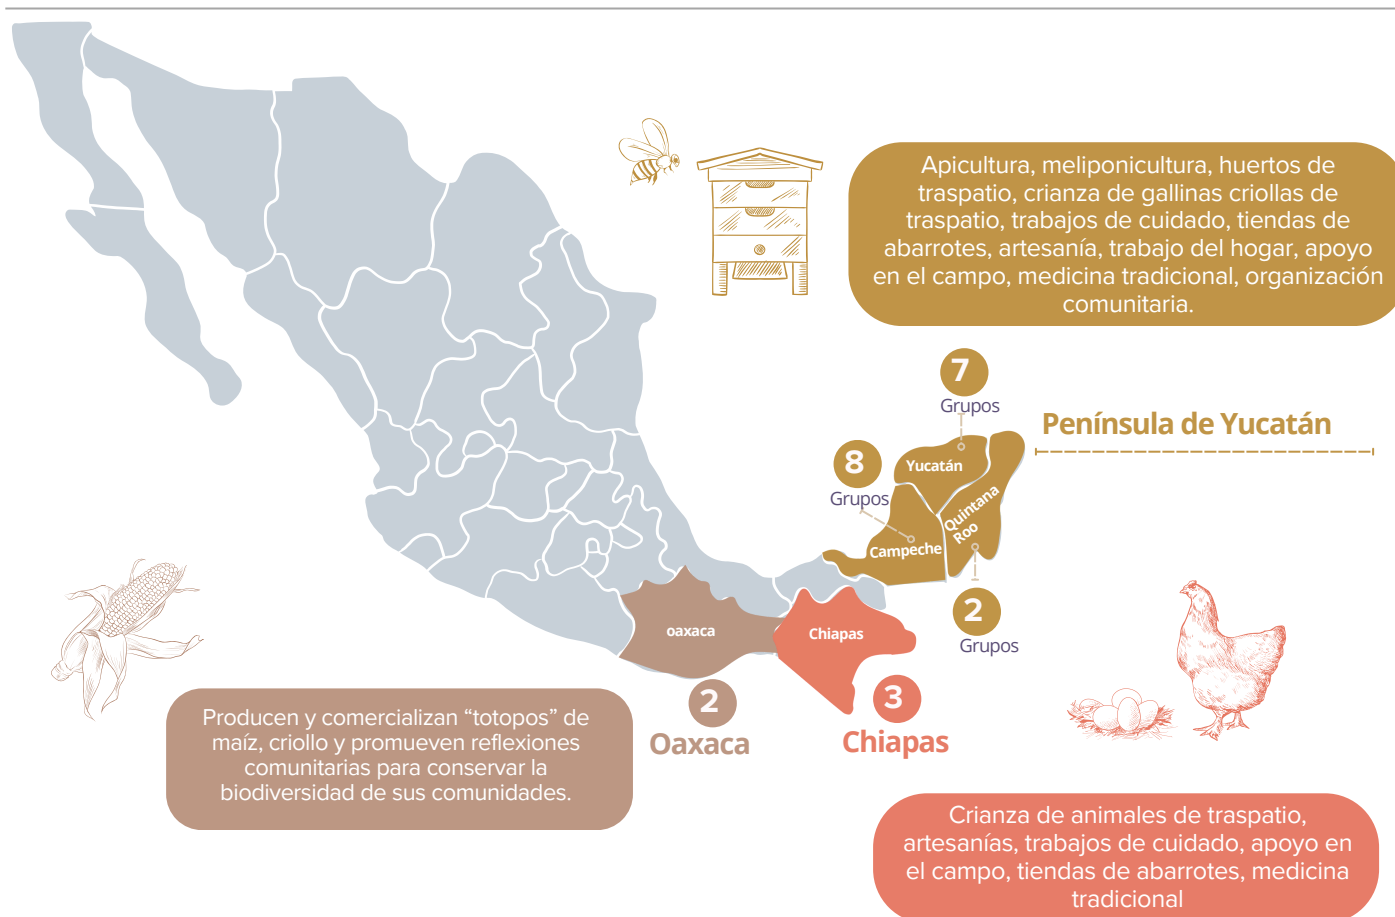 Apicultura, meliponicultura, huertos de
traspatio, crianza de gallinas criollas de
traspatio, trabajos de cuidado, tiendas de
abarrotes, artesanía, trabajo del hogar, apoyo
en el campo, medicina tradicional, organización
comunitaria.
7
Grupos
Península de Yucatán
8
Grupos
Yucatán
Quintana
Roo
Campeche
2
Grupos
oaxaca
Chiapas
2
Oaxaca
3
Chiapas
Producen y comercializan “totopos” de
maíz, criollo y promueven reflexiones
comunitarias para conservar la
biodiversidad de sus comunidades.
Crianza de animales de traspatio,
artesanías, trabajos de cuidado, apoyo en
el campo, tiendas de abarrotes, medicina
tradicional